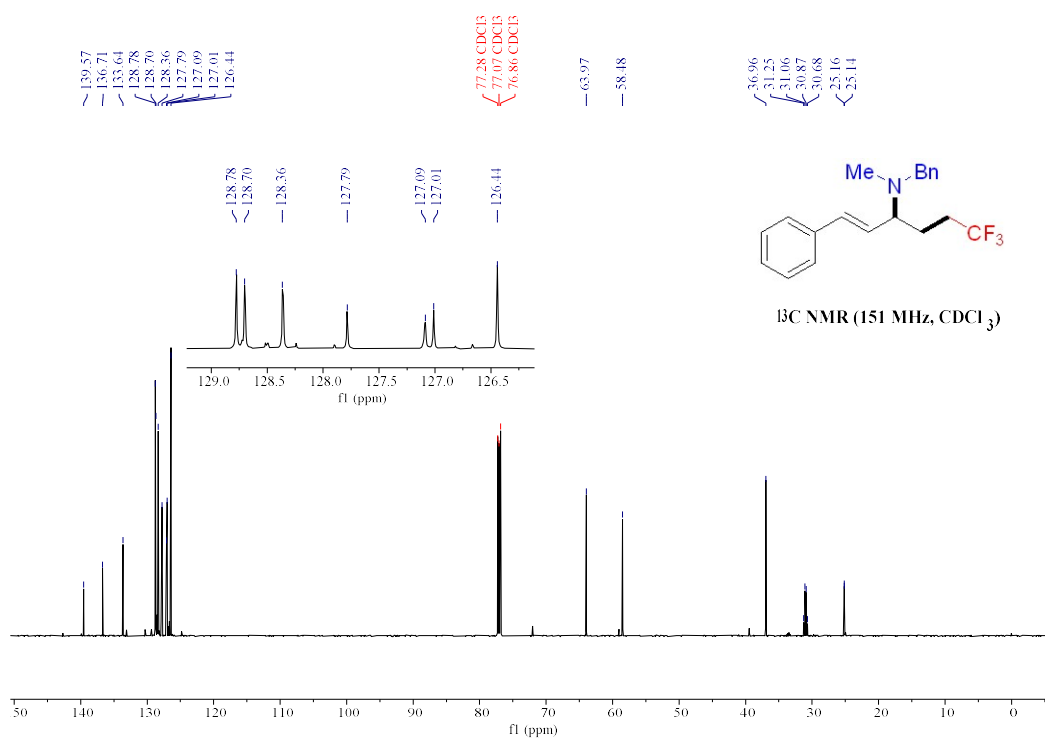 139.57
136.71
133.64
128.78
128.70
128.36
127.79
127.09
127.01
126.44
77.28 CDCl3
77.07 CDCl3
76.86 CDCl3
63.97
58.48
36.96
31.25
31.06
30.87
30.68
25.16
25.14
128.78
128.70
128.36
127.79
127.09
127.01
126.44
129.0 128.5 128.0 127.5 127.0 126.5
f1 (ppm)
Me N Bn
CF3
13C NMR (151 MHz, CDCl3)
50 140 130 120 110 100 90 80 70 60 50 40 30 20 10 0
f1 (ppm)